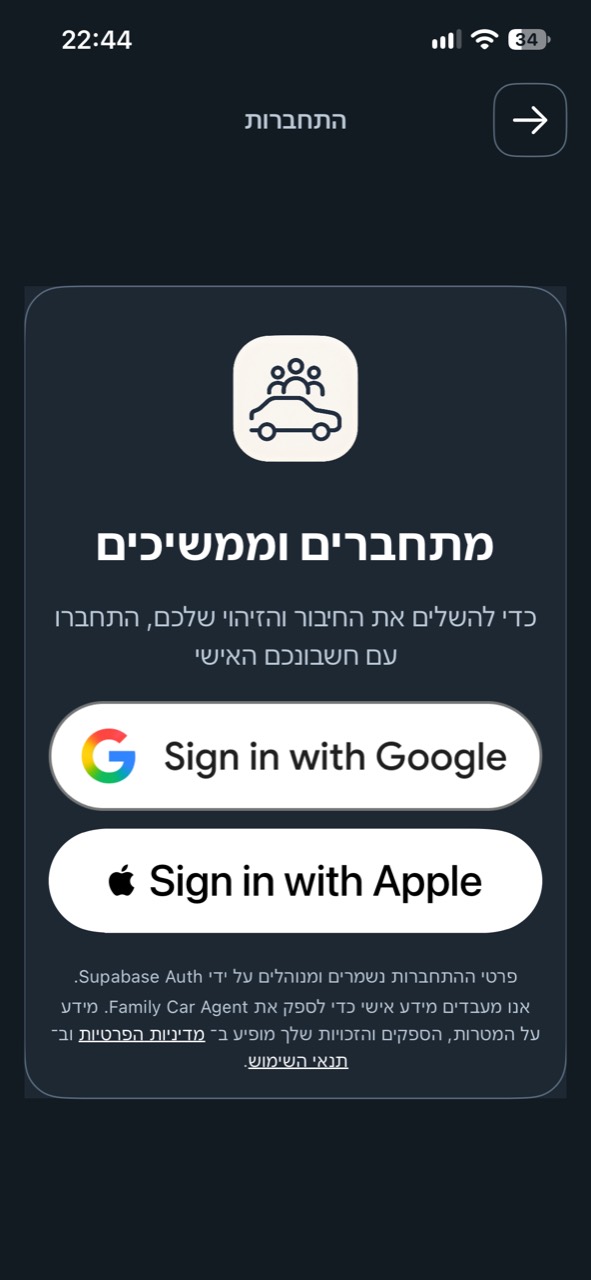 22:44
34
התחברות
מתחברים וממשיכים
כדי להשלים את החיבור והזיהוי שלכם, התחברו
עם חשבונכם האישי
Sign in with Google
Sign in with Apple
פרטי ההתחברות נשמרים ומנוהלים על ידי Supabase Auth.
אנו מעבדים מידע אישי כדי לספק את Family Car Agent. מידע
על המטרות, הספקים והזכויות שלך מופיע ב־ מדיניות הפרטיות וב־
תנאי השימוש.